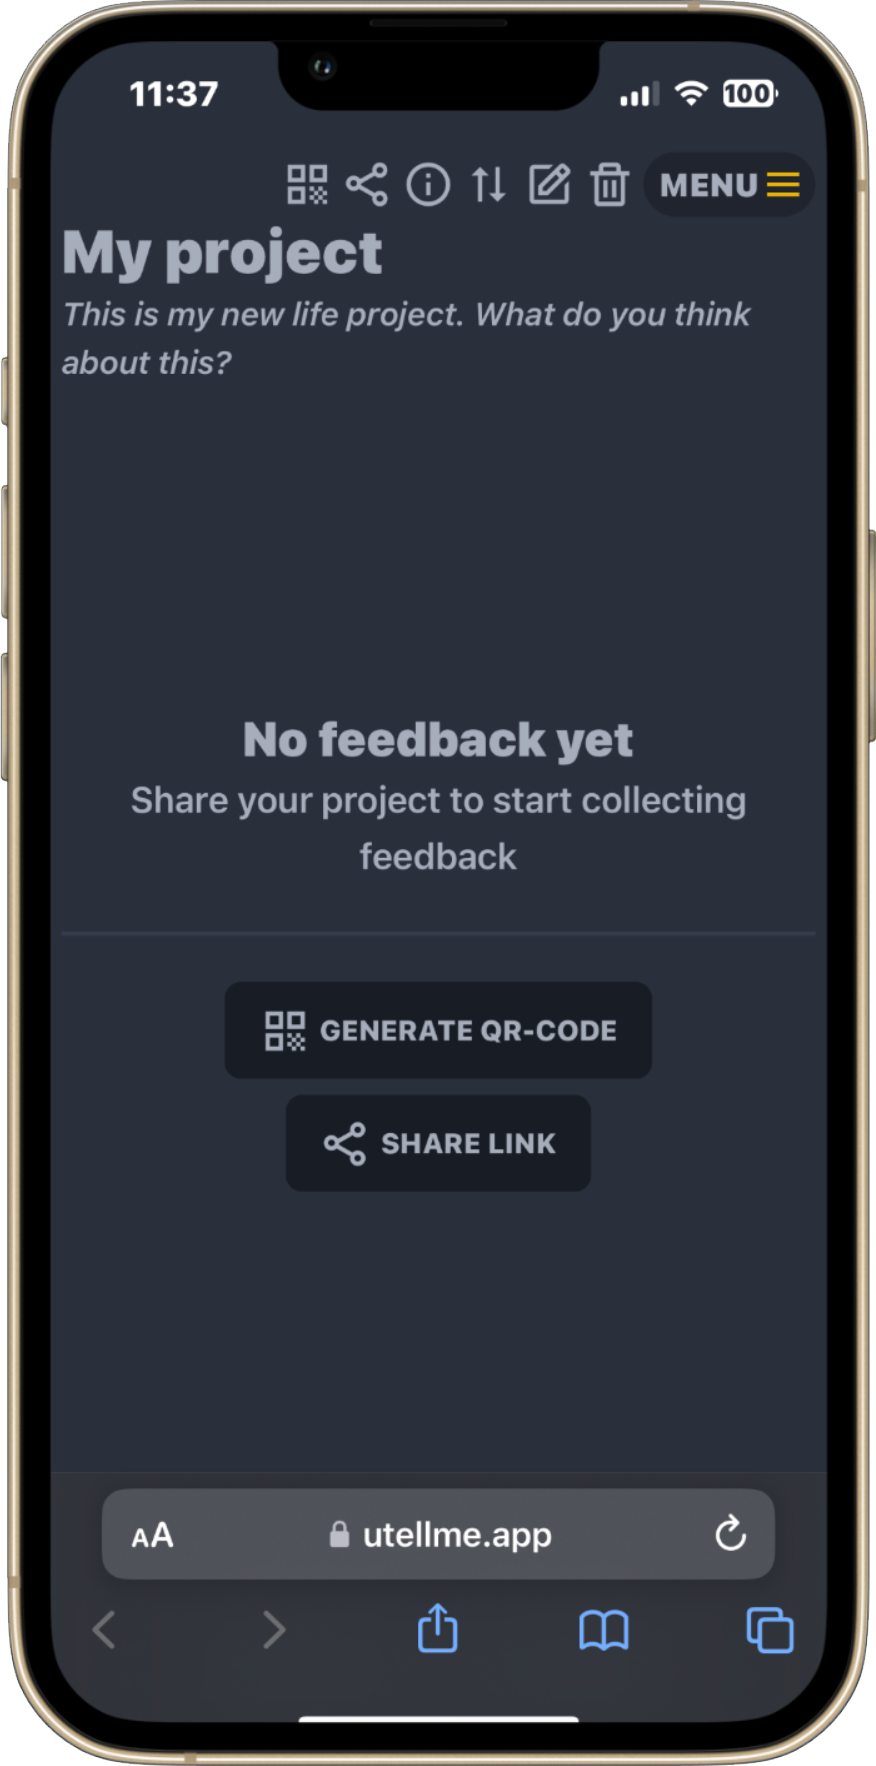 11:37
100
MENU
My project
This is my new life project. What do you think
about this?
No feedback yet
Share your project to start collecting
feedback
GENERATE QR-CODE
SHARE LINK
AA
utellme.app